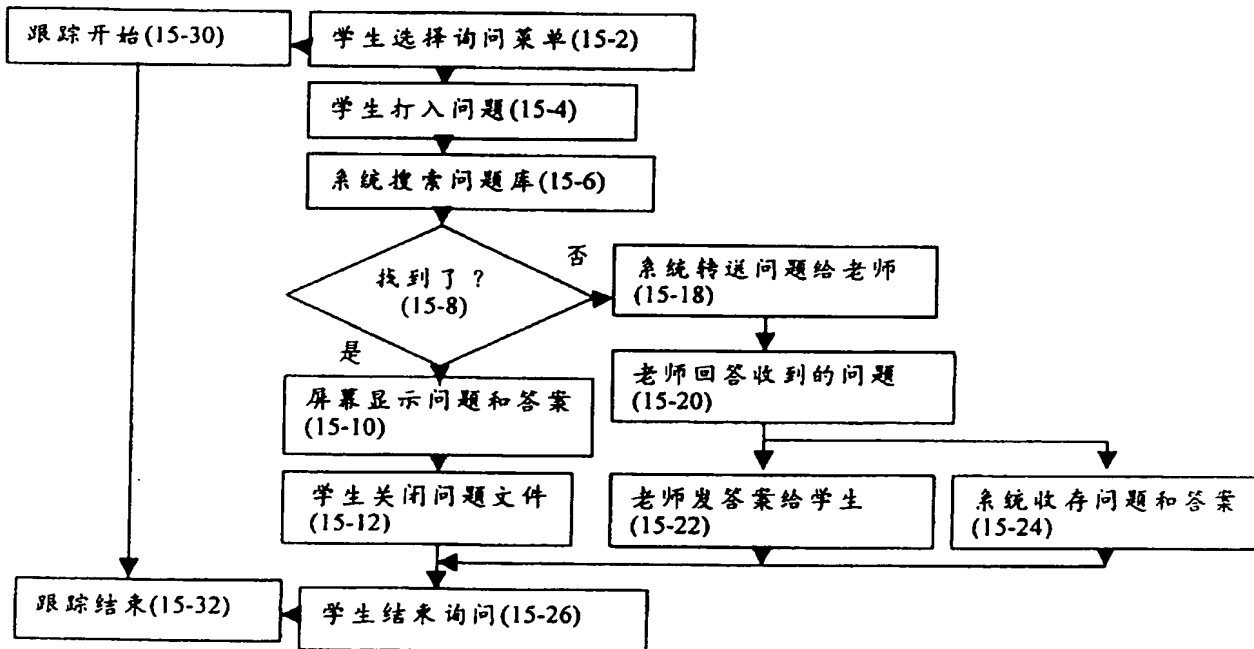 跟踪开始(15-30)
学生选择询问菜单(15-2)
学生打入问题(15-4)
系统搜索问题库(15-6)
找到了？
(15-8)
否
系统转送问题给老师
(15-18)
是
老师回答收到的问题
(15-20)
屏幕显示问题和答案
(15-10)
学生关闭问题文件
(15-12)
老师发答案给学生
(15-22)
系统收存问题和答案
(15-24)
跟踪结束(15-32)
学生结束询问(15-26)